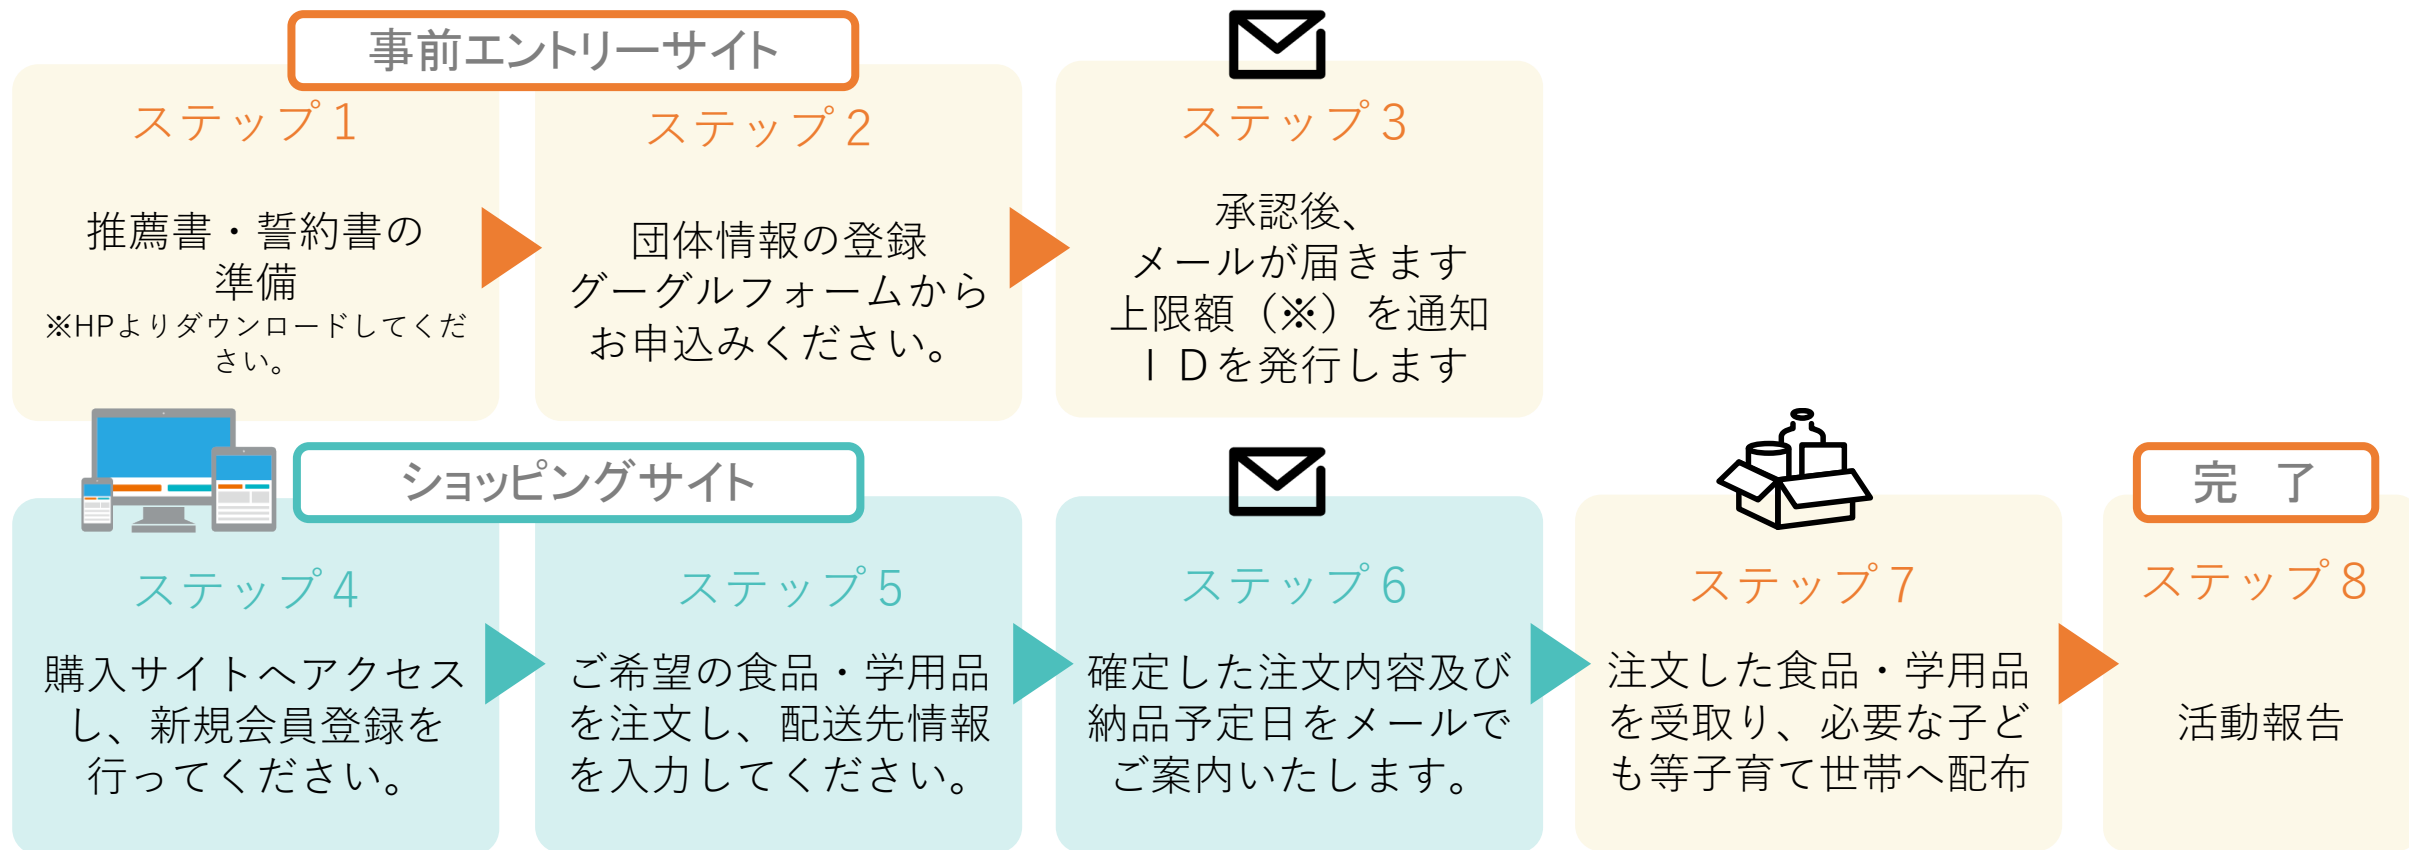 事前エントリーサイト
ステップ１
推薦書・誓約書の
準備
※HPよりダウンロードしてくだ
さい。
ステップ２
団体情報の登録
グーグルフォームから
お申込みください。
ステップ３
承認後、
メールが届きます
上限額（※）を通知
ＩＤを発行します
ショッピングサイト
ステップ４
購入サイトへアクセス
し、新規会員登録を
行ってください。
ステップ５
ご希望の食品・学用品
を注文し、配送先情報
を入力してください。
ステップ６
確定した注文内容及び
納品予定日をメールで
ご案内いたします。
ステップ７
注文した食品・学用品
を受取り、必要な子ど
も等子育て世帯へ配布
完　了
ステップ８
活動報告